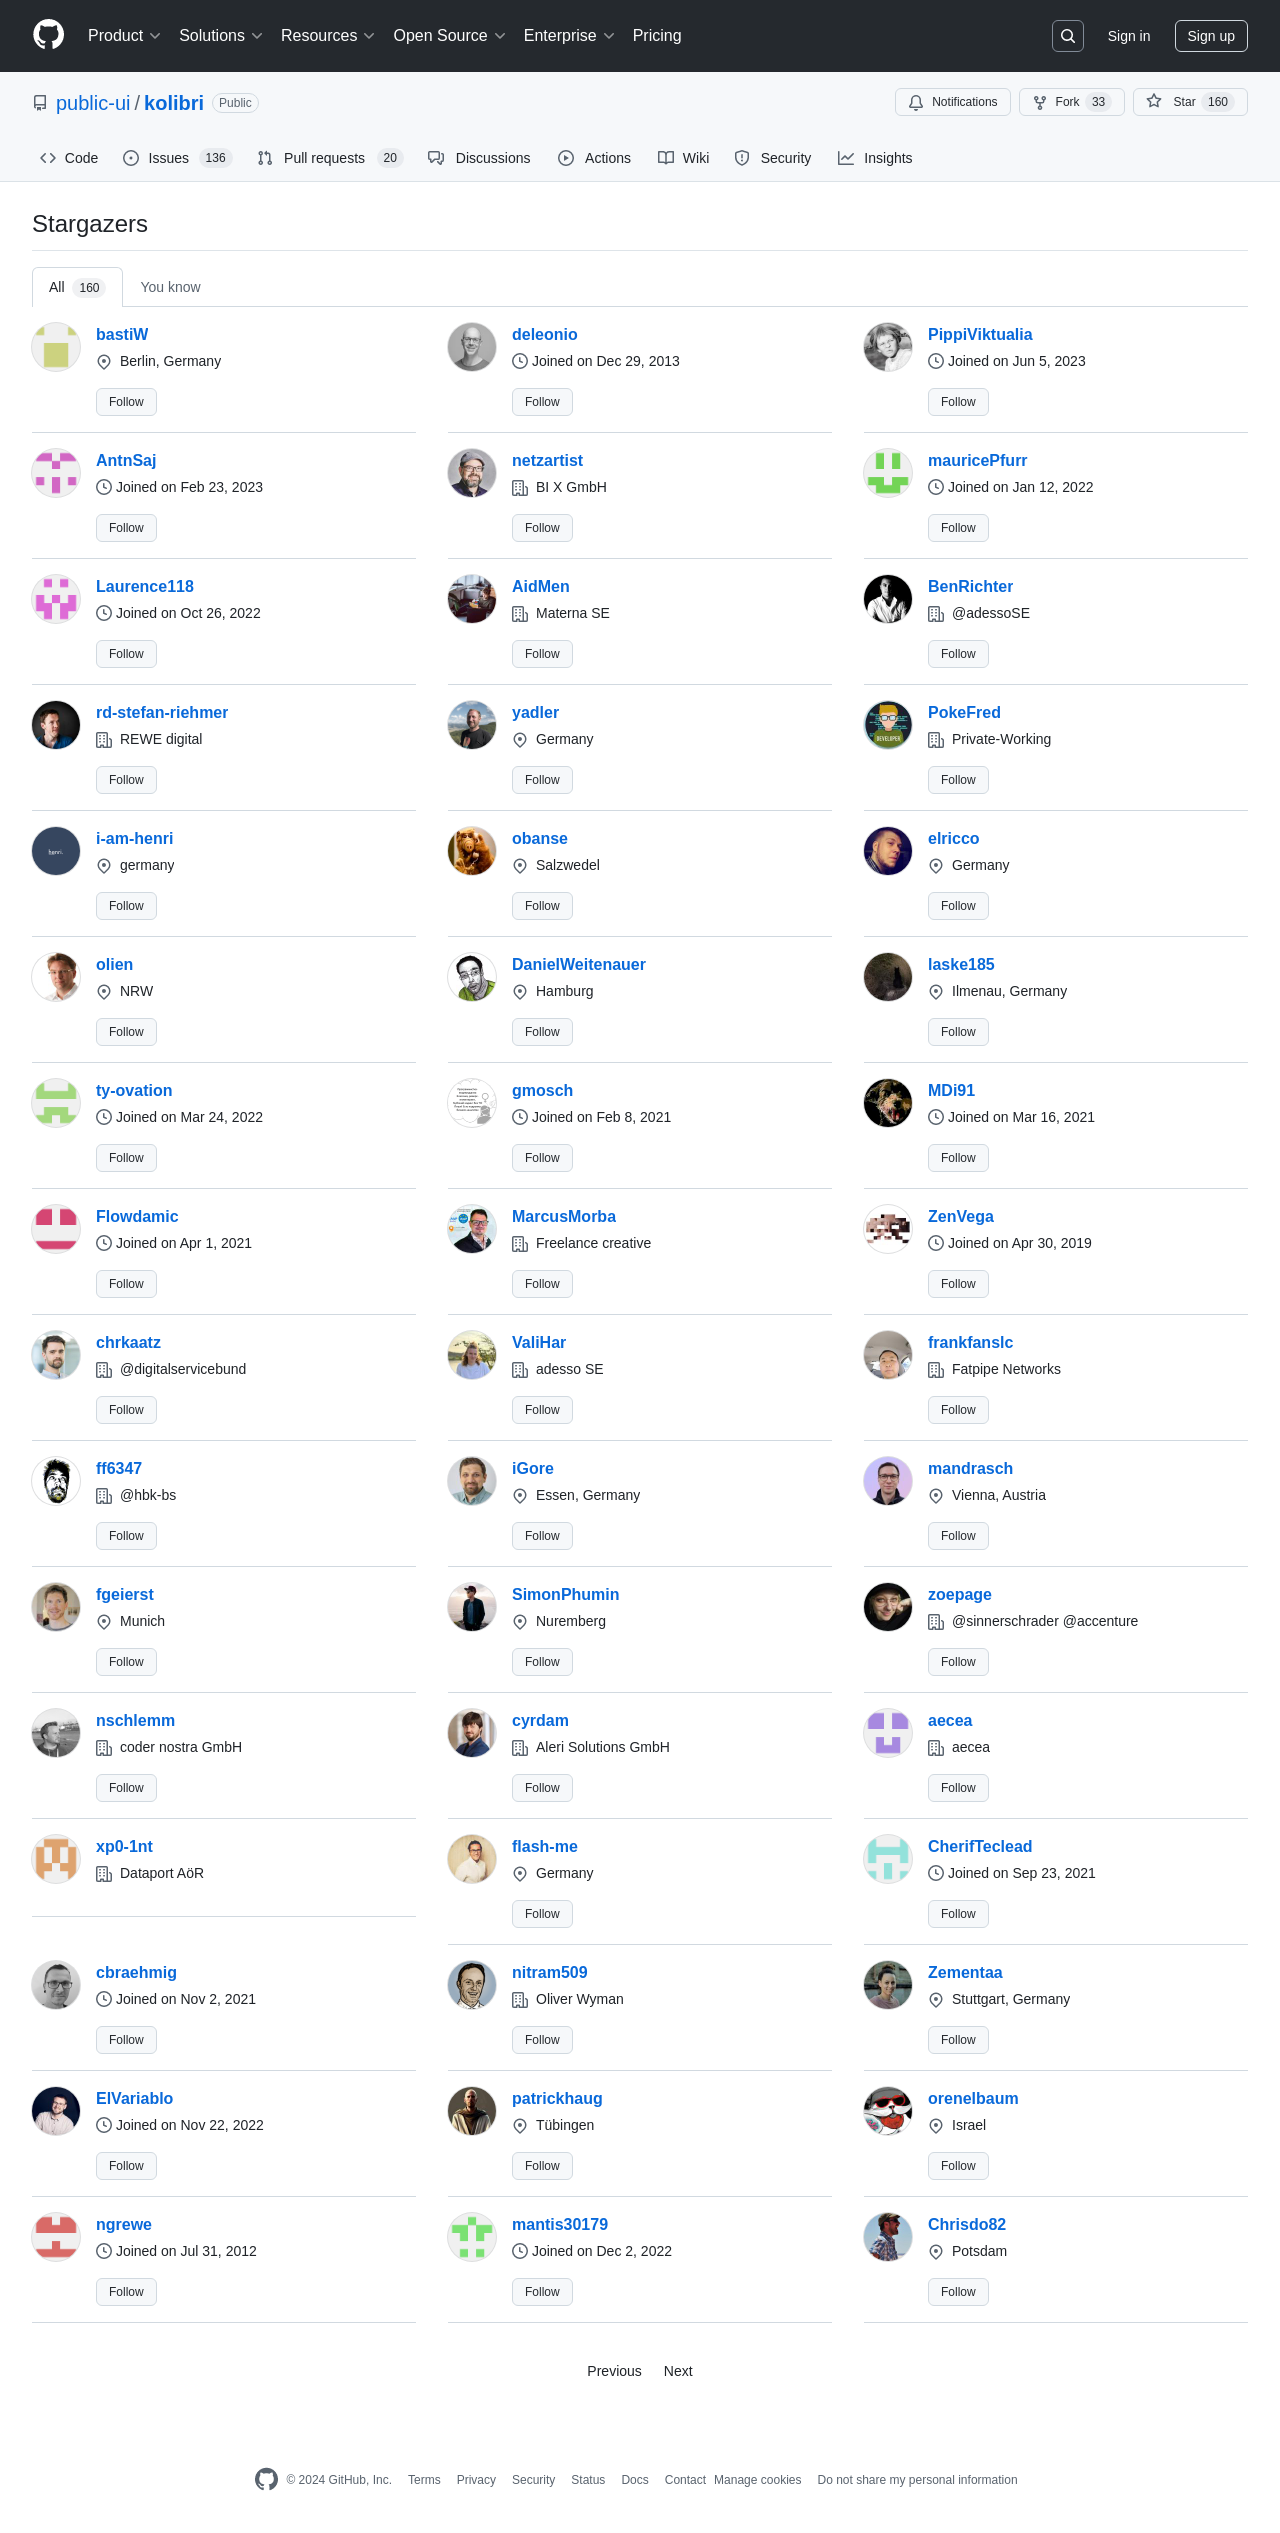 Product Solutions Resources Open Source Enterprise Pricing Sign in Sign up
public-ui / kolibri Public Notifications Fork 33 Star 160
Code Issues 136 Pull requests 20 Discussions Actions Wiki Security Insights
Stargazers
All 160 You know
bastiW deleonio PippiViktualia
Berlin, Germany Joined on Dec 29, 2013 Joined on Jun 5, 2023
Follow Follow Follow
AntnSaj netzartist mauricePfurr
Joined on Feb 23, 2023 BI X GmbH Joined on Jan 12, 2022
Follow Follow Follow
Laurence118 AidMen BenRichter
Joined on Oct 26, 2022 Materna SE @adessoSE
Follow Follow Follow
rd-stefan-riehmer yadler PokeFred
REWE digital Germany Private-Working
Follow Follow Follow
i-am-henri obanse elricco
germany Salzwedel Germany
Follow Follow Follow
olien DanielWeitenauer laske185
NRW Hamburg Ilmenau, Germany
Follow Follow Follow
ty-ovation gmosch MDi91
Joined on Mar 24, 2022 Joined on Feb 8, 2021 Joined on Mar 16, 2021
Follow Follow Follow
Flowdamic MarcusMorba ZenVega
Joined on Apr 1, 2021 Freelance creative Joined on Apr 30, 2019
Follow Follow Follow
chrkaatz ValiHar frankfanslc
@digitalservicebund adesso SE Fatpipe Networks
Follow Follow Follow
ff6347 iGore mandrasch
@hbk-bs Essen, Germany Vienna, Austria
Follow Follow Follow
fgeierst SimonPhumin zoepage
Munich Nuremberg @sinnerschrader @accenture
Follow Follow Follow
nschlemm cyrdam aecea
coder nostra GmbH Aleri Solutions GmbH aecea
Follow Follow Follow
xp0-1nt flash-me CherifTeclead
Dataport AöR Germany Joined on Sep 23, 2021
Follow Follow
cbraehmig nitram509 Zementaa
Joined on Nov 2, 2021 Oliver Wyman Stuttgart, Germany
Follow Follow Follow
ElVariablo patrickhaug orenelbaum
Joined on Nov 22, 2022 Tübingen Israel
Follow Follow Follow
ngrewe mantis30179 Chrisdo82
Joined on Jul 31, 2012 Joined on Dec 2, 2022 Potsdam
Follow Follow Follow
Previous Next
© 2024 GitHub, Inc. Terms Privacy Security Status Docs Contact Manage cookies Do not share my personal information